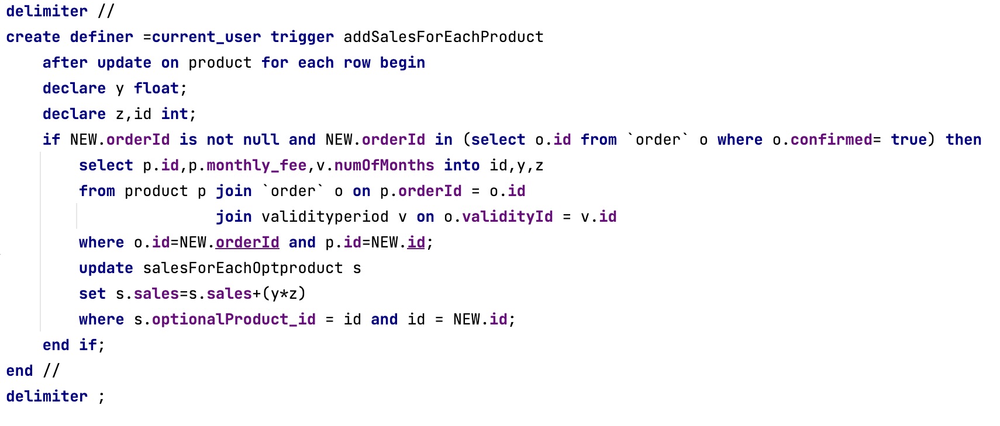 delimiter //
create definer =current_user trigger addSalesForEachProduct
after update on product for each row begin
declare y float;
declare z,id int;
if NEW.orderId is not null and NEW.orderId in (select o.id from `order` o where o.confirmed= true) then
select p.id,p.monthly_fee,v.numOfMonths into id,y,z
from product p join `order` o on p.orderId = o.id
join validityperiod v on o.validityId = v.id
where o.id=NEW.orderId and p.id=NEW.id;
update salesForEachOptproduct s
set s.sales=s.sales+(y*z)
where s.optionalProduct_id = id and id = NEW.id;
end if;
end //
delimiter ;